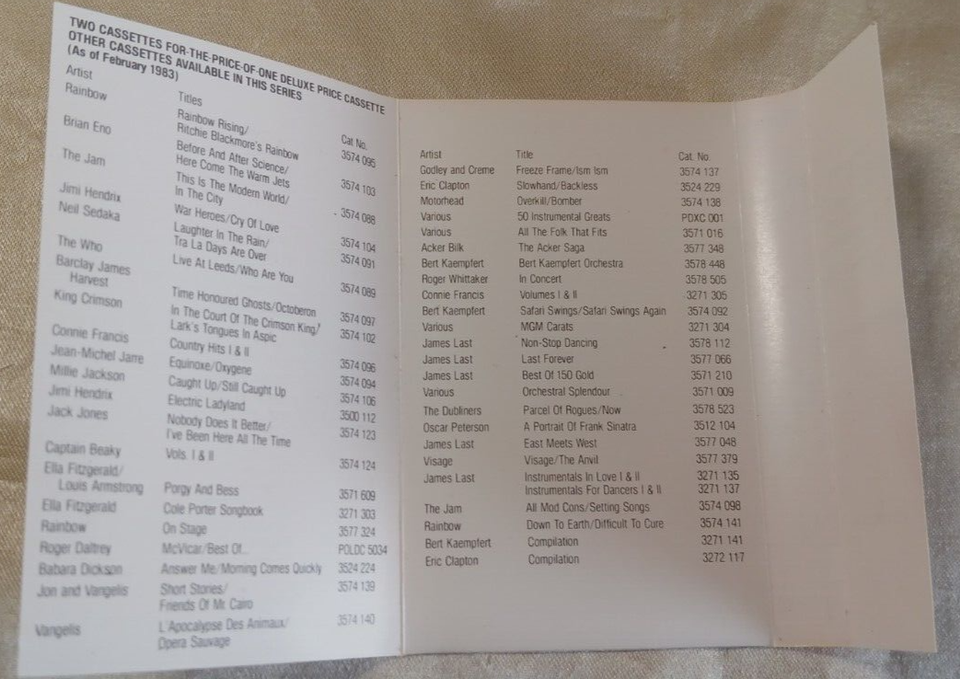 TWO CASSETTES FOR-THE-PRICE-OF-ONE DELUXE PRICE CASSETTE
OTHER CASSETTES AVAILABLE IN THIS SERIES
(As of February 1983)
Artist Titles Cat No.
Rainbow Rainbow Rising/
Ritchie Blackmore's Rainbow 3574 095
Brian Eno Before And After Science/
Here Come The Warm Jets 3574 103
The Jam This Is The Modern World/
In The City 3574 088
Jimi Hendrix War Heroes/Cry Of Love 3574 104
Neil Sedaka Laughter In The Rain/
Tra La Days Are Over 3574 091
The Who Live At Leeds/Who Are You 3574 089
Barclay James
Harvest Time Honoured Ghosts/Octoberon 3574 097
King Crimson In The Court Of The Crimson King/
Lark's Tongues In Aspic 3574 102
Connie Francis Country Hits I & II 3574 096
Jean-Michel Jarre Equinoxe/Oxygene 3574 094
Millie Jackson Caught Up/Still Caught Up 3574 106
Jimi Hendrix Electric Ladyland 3500 112
Jack Jones Nobody Does It Better/
I've Been Here All The Time 3574 123
Captain Beaky Vols. I & II 3574 124
Ella Fitzgerald/
Louis Armstrong Porgy And Bess 3571 609
Ella Fitzgerald Cole Porter Songbook 3271 303
Rainbow On Stage 3577 324
Roger Daltrey McVicar/Best Of... POLDC 5034
Babara Dickson Answer Me/Morning Comes Quickly 3524 224
Jon and Vangelis Short Stories/ 3574 139
Friends Of Mr Cairo
Vangelis L'Apocalypse Des Animaux/ 3574 140
Opera Sauvage
Artist Title Cat. No.
Godley and Creme Freeze Frame/Ism Ism 3574 137
Eric Clapton Slowhand/Backless 3524 229
Motorhead Overkill/Bomber 3574 138
Various 50 Instrumental Greats PDXC 001
Various All The Folk That Fits 3571 016
Acker Bilk The Acker Saga 3577 348
Bert Kaempfert Bert Kaempfert Orchestra 3578 448
Roger Whittaker In Concert 3578 505
Connie Francis Volumes I & II 3271 305
Bert Kaempfert Safari Swings/Safari Swings Again 3574 092
Various MGM Carats 3271 304
James Last Non-Stop Dancing 3578 112
James Last Last Forever 3577 066
James Last Best Of 150 Gold 3571 210
Various Orchestral Splendour 3571 009
The Dubliners Parcel Of Rogues/Now 3578 523
Oscar Peterson A Portrait Of Frank Sinatra 3512 104
James Last East Meets West 3577 048
Visage Visage/The Anvil 3577 379
James Last Instrumentals In Love I & II 3271 135
Instrumentals For Dancers I & II 3271 137
The Jam All Mod Cons/Setting Songs 3574 098
Rainbow Down To Earth/Difficult To Cure 3574 141
Bert Kaempfert Compilation 3271 141
Eric Clapton Compilation 3272 117